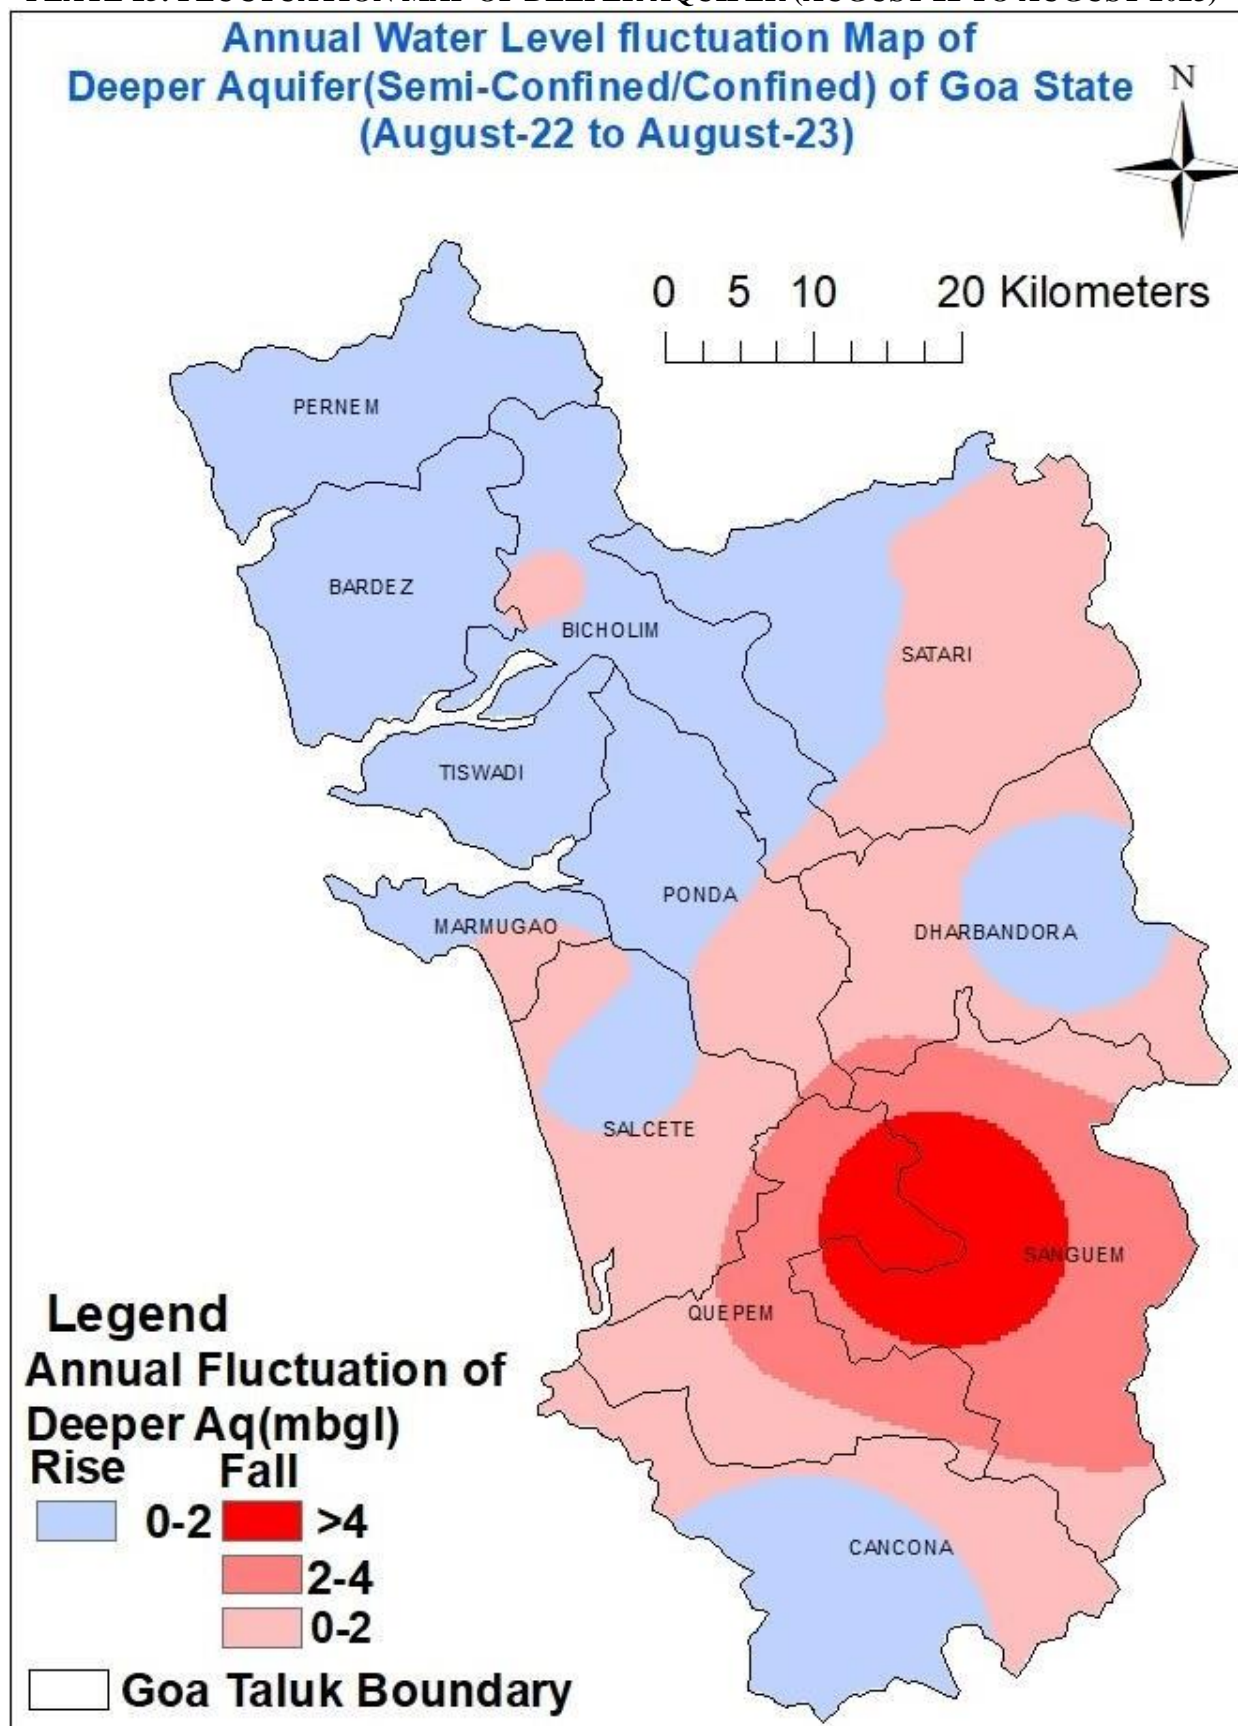 Annual Water Level fluctuation Map of
Deeper Aquifer(Semi-Confined/Confined) of Goa State
(August-22 to August-23)
N
0 5 10 20 Kilometers
PERNEM
BARDEZ
BICHOLIM
SATARI
TISWADI
PONDA
MARMUGAO
DHARBANDORA
SALCETE
SANGUEM
QUEPEM
CANCONA
Legend
Annual Fluctuation of
Deeper Aq(mbgl)
Rise Fall
0-2 >4
2-4
0-2
Goa Taluk Boundary